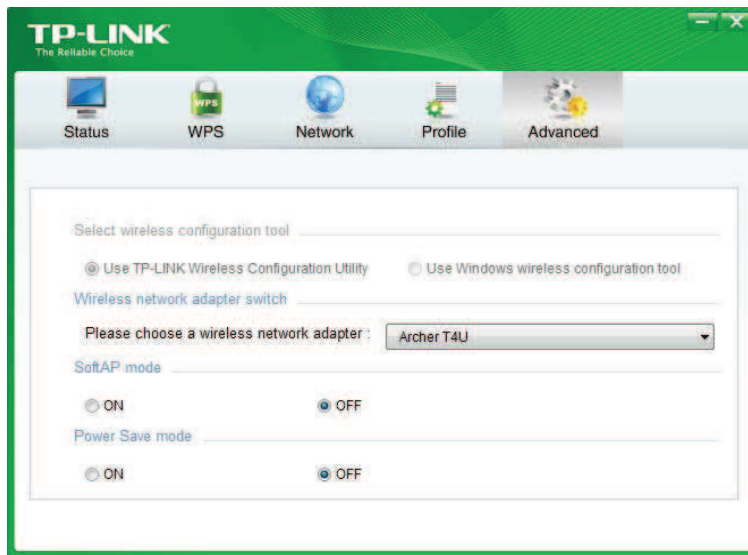 TP-LINK
The Reliable Choice
Status WPS Network Profile Advanced
WPS
Select wireless configuration tool
Use TP-LINK Wireless Configuration Utility Use Windows wireless configuration tool
Wireless network adapter switch
Please choose a wireless network adapter : Archer T4U
SoftAP mode
ON OFF
Power Save mode
ON OFF